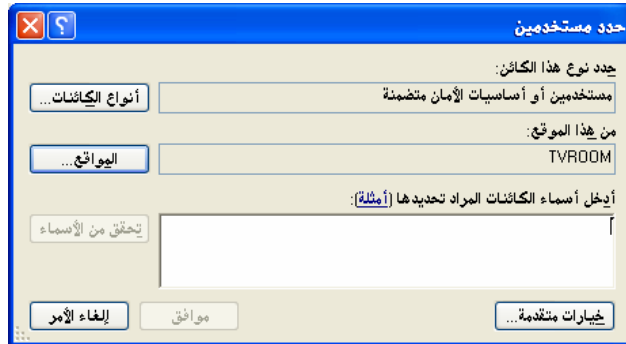 حدد مستخدمين
حدد نوع هذا الكائن:
مستخدمين أو أساسيات الأمان متضمنة
أنواع الكائنات...
من هذا الموقع:
TVROOM
المواقع...
أدخل أسماء الكائنات المراد تحديدها (أمثلة):
تحقق من الأسماء
خيارات متقدمة...
موافق
إلغاء الأمر